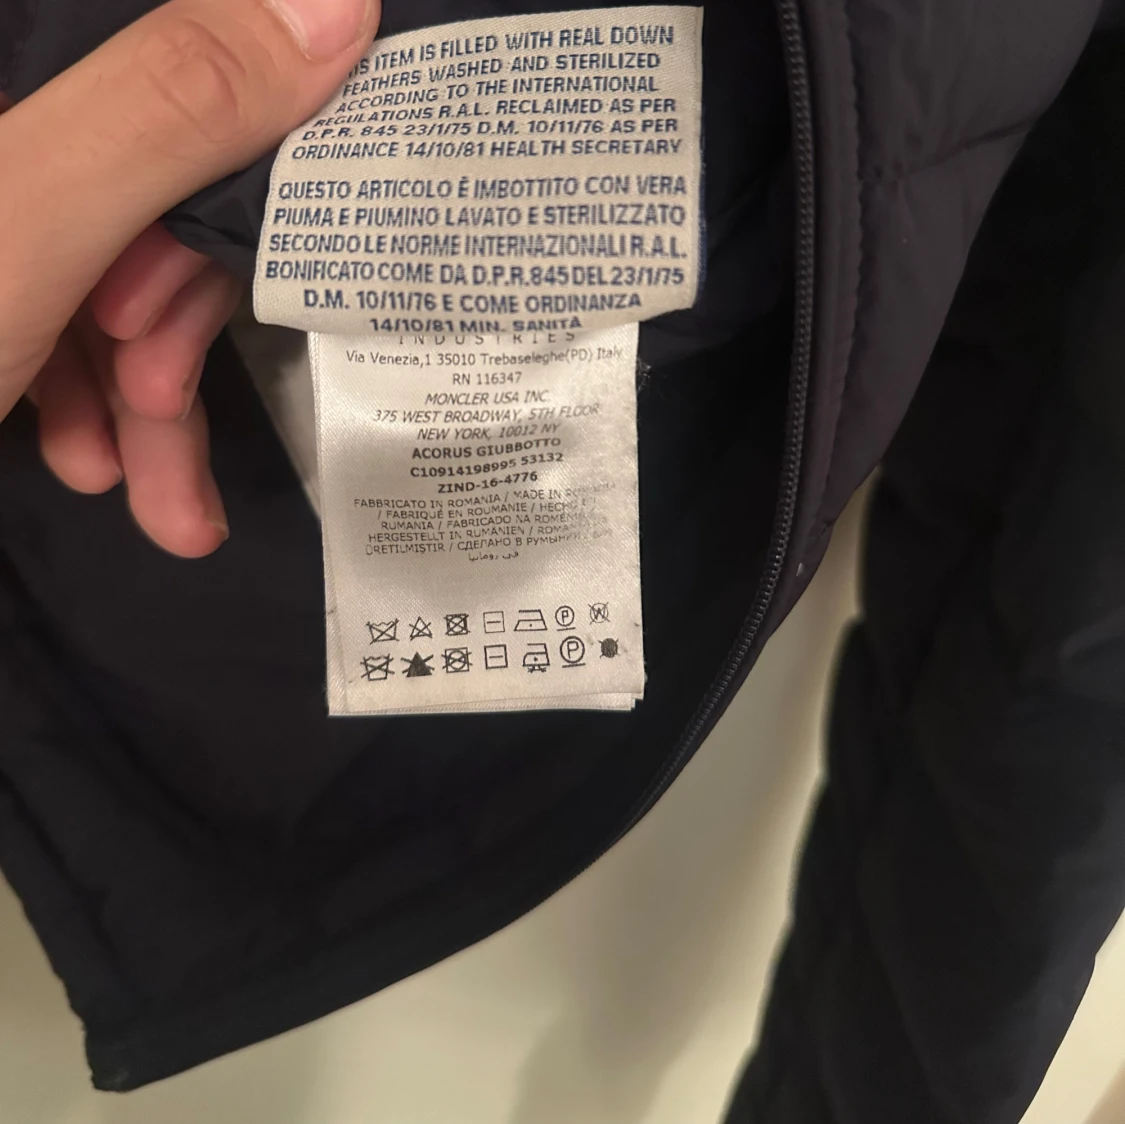 IS ITEM IS FILLED WITH REAL DOWN
FEATHERS WASHED AND STERILIZED
ACCORDING TO THE INTERNATIONAL
REGULATIONS R.A.L. RECLAIMED AS PER
D.P.R. 845 23/1/75 D.M. 10/11/76 AS PER
ORDINANCE 14/10/81 HEALTH SECRETARY
QUESTO ARTICOLO È IMBOTTITO CON VERA
PIUMA E PIUMINO LAVATO E STERILIZZATO
SECONDO LE NORME INTERNAZIONALI R.A.L.
BONIFICATO COME DA D.P.R. 845 DEL 23/1/75
D.M. 10/11/76 E COME ORDINANZA
14/10/81 MIN. SANITÀ
INDUSTRIES
Via Venezia,1 35010 Trebaseleghe(PD) Italy
RN 116347
MONCLER USA INC.
375 WEST BROADWAY, 5TH FLOOR
NEW YORK, 10012 NY
ACORUS GIUBBOTTO
C10914198995 53132
ZIND-16-4776
FABBRICATO IN ROMANIA / MADE IN
/ FABRIQUÉ EN ROUMANIE / HECHO EN
RUMANIA / FABRICADO NA
HERGESTELLT IN RUMÄNIEN /
ÜRETILMIŞTIR / СДЕЛАНО В
في رومانيا
P W
P